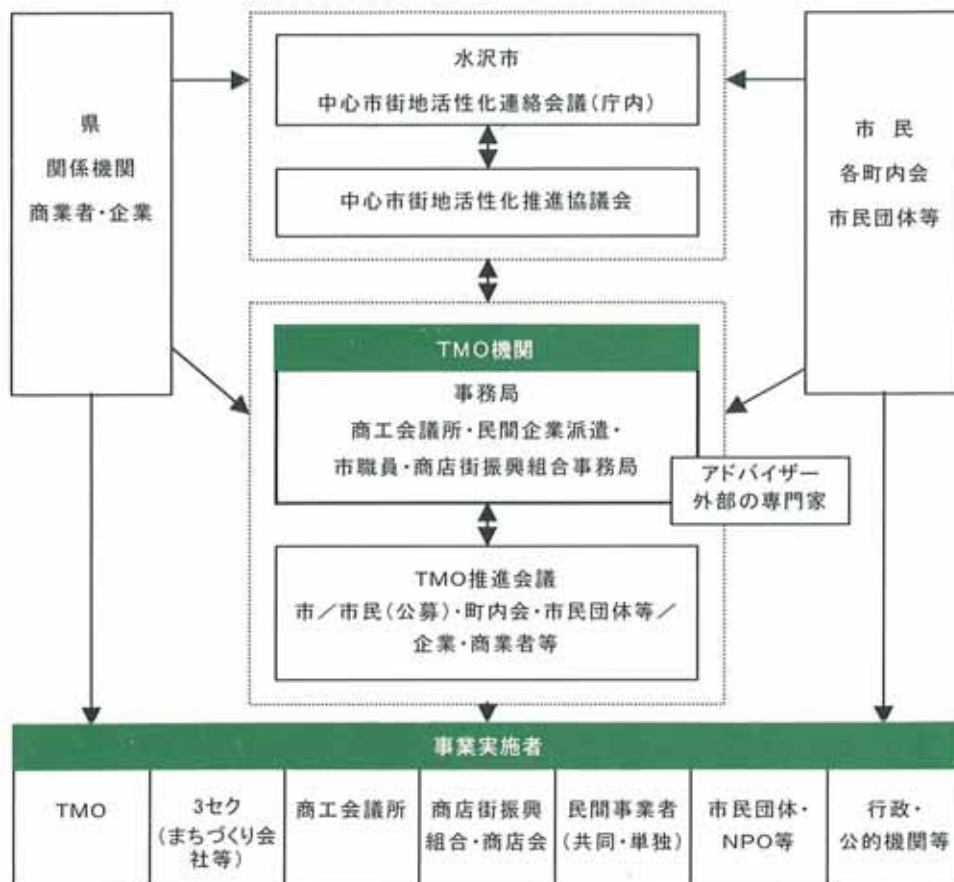 県
関係機関
商業者・企業
水沢市
中心市街地活性化連絡会議(庁内)
中心市街地活性化推進協議会
市 民
各町内会
市民団体等
TMO機関
事務局
商工会議所・民間企業派遣・
市職員・商店街振興組合事務局
アドバイザー
外部の専門家
TMO推進会議
市/市民(公募)・町内会・市民団体等/
企業・商業者等
事業実施者
TMO
3セク
(まちづくり会
社等)
商工会議所
商店街振興
組合・商店会
民間事業者
(共同・単独)
市民団体・
NPO等
行政・
公的機関等